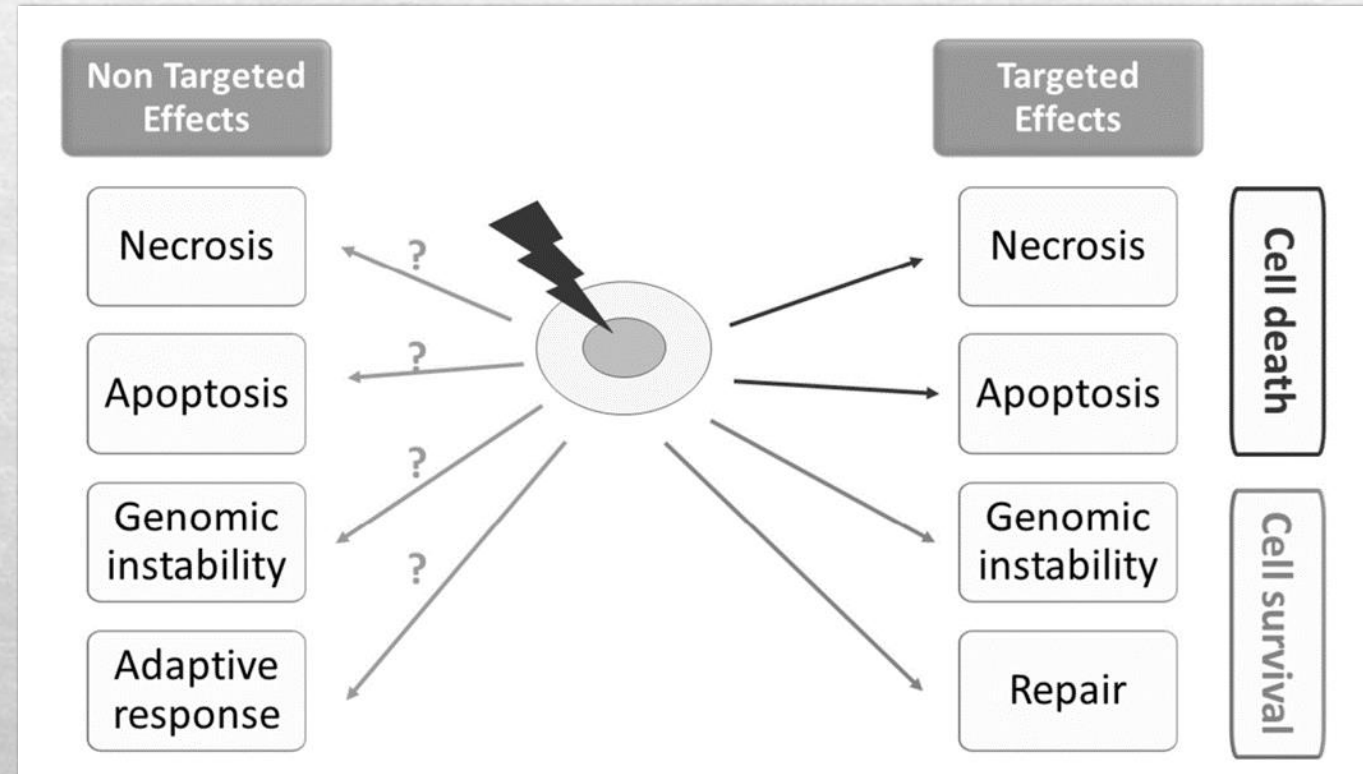 Non Targeted
Effects
Targeted
Effects
Necrosis
?
Necrosis
Apoptosis
?
Apoptosis
Cell death
Genomic
instability
?
Genomic
instability
Adaptive
response
?
Repair
Cell survival